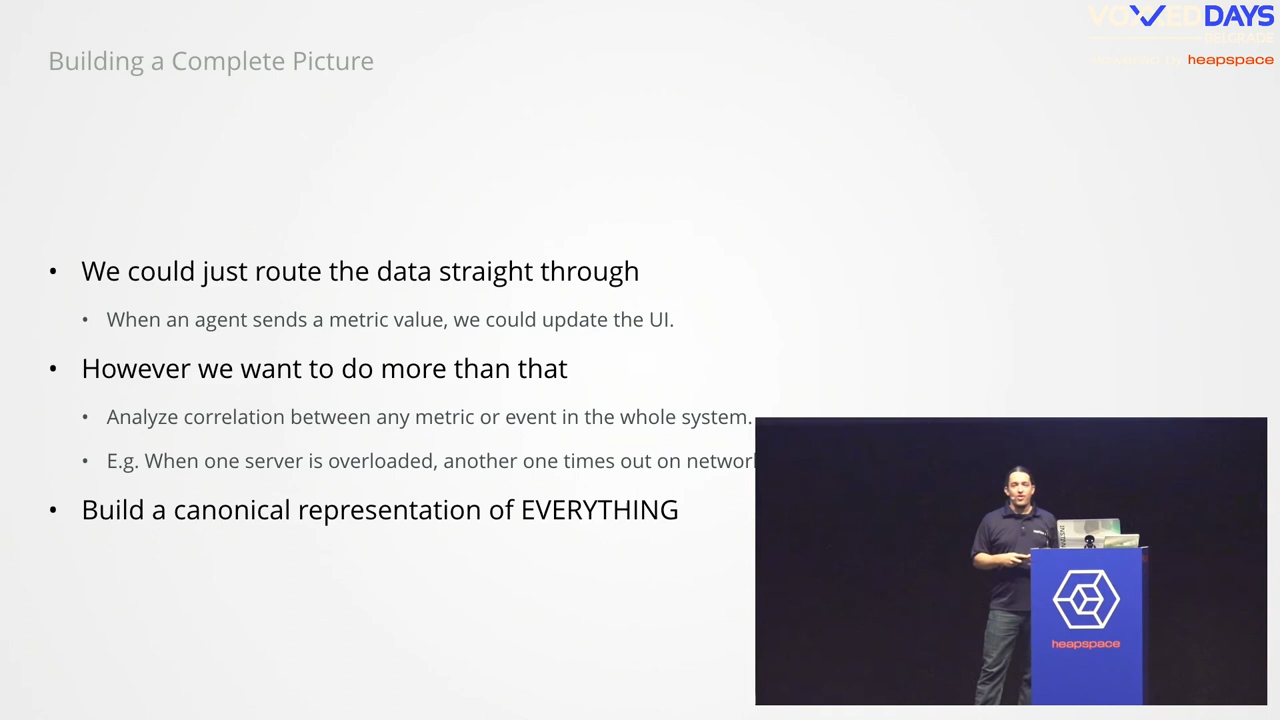 VOXXED DAYS
BELGRADE
POWERED BY heapspace
Building a Complete Picture
• We could just route the data straight through
• When an agent sends a metric value, we could update the UI.
• However we want to do more than that
• Analyze correlation between any metric or event in the whole system.
• E.g. When one server is overloaded, another one times out on network
• Build a canonical representation of EVERYTHING
heapspace